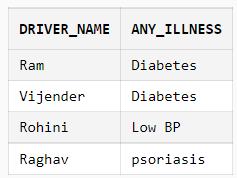 DRIVER_NAME ANY_ILLNESS
Ram Diabetes
Vijender Diabetes
Rohini Low BP
Raghav psoriasis